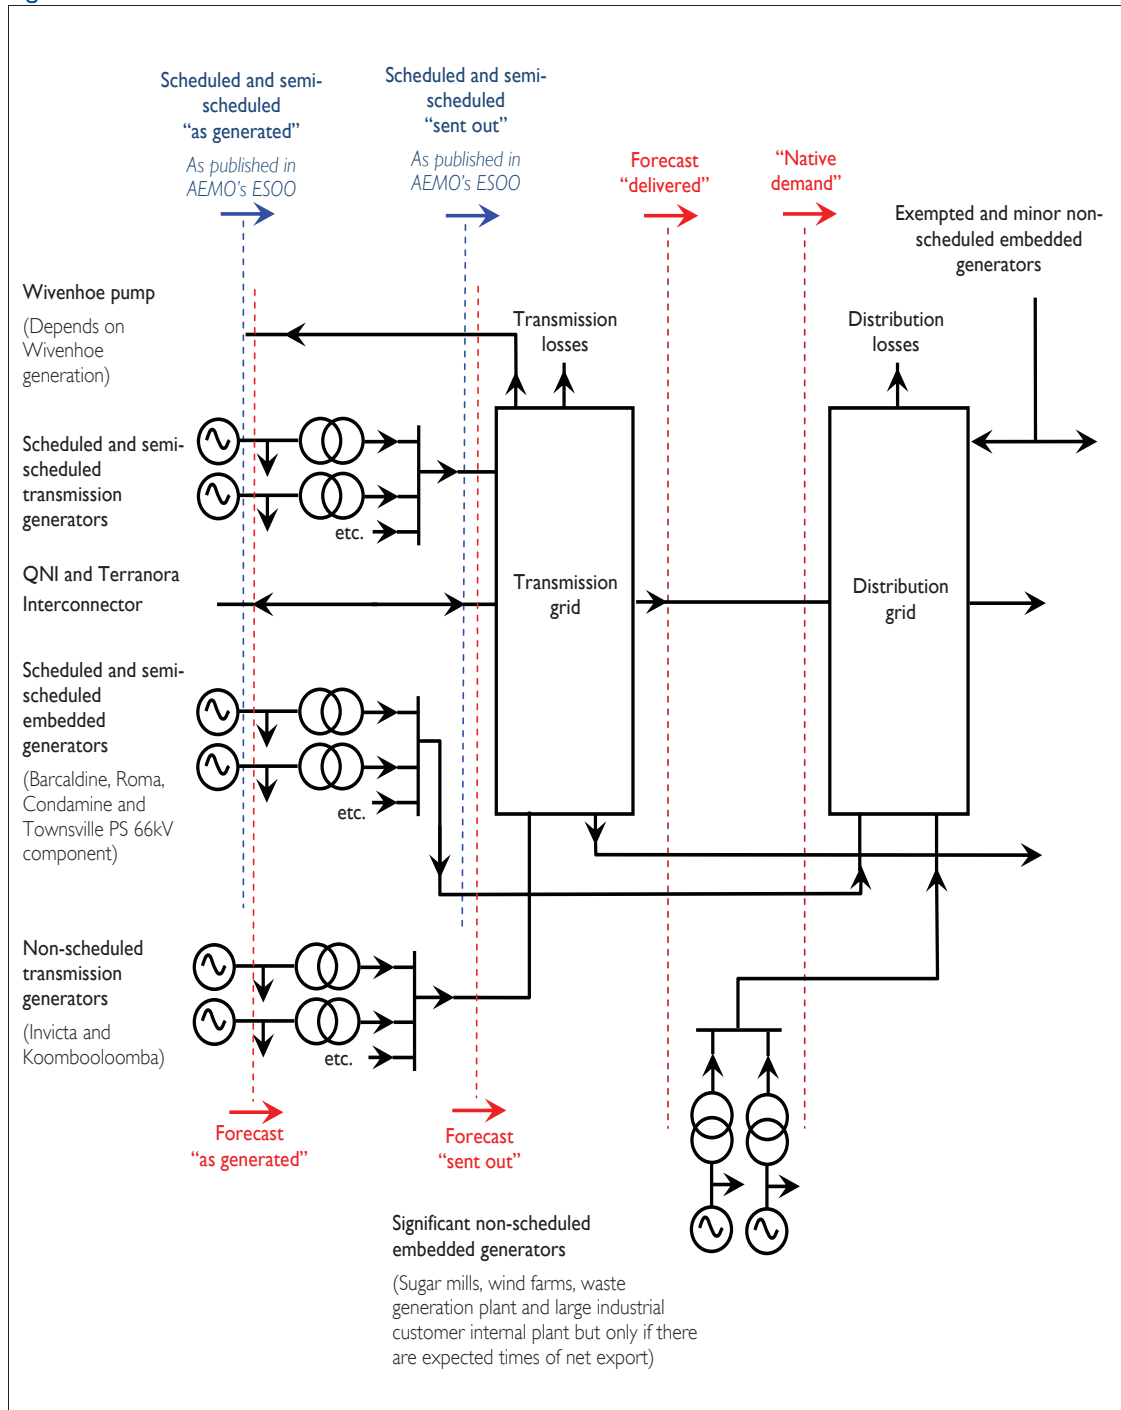 Scheduled and semi-
scheduled
“as generated”
As published in
AEMO’s ESOO
Scheduled and semi-
scheduled
“sent out”
As published in
AEMO’s ESOO
Forecast
“delivered”
“Native
demand”
Exempted and minor non-
scheduled embedded
generators
Wivenhoe pump
(Depends on
Wivenhoe
generation)
Transmission
losses
Distribution
losses
Scheduled and semi-
scheduled
transmission
generators
etc.
QNI and Terranora
Interconnector
Transmission
grid
Distribution
grid
Scheduled and semi-
scheduled
embedded
generators
(Barcaldine, Roma,
Condamine and
Townsville PS 66kV
component)
etc.
Non-scheduled
transmission
generators
(Invicta and
Koombooloomba)
etc.
Forecast
“as generated”
Forecast
“sent out”
Significant non-scheduled
embedded generators
(Sugar mills, wind farms, waste
generation plant and large industrial
customer internal plant but only if there
are expected times of net export)